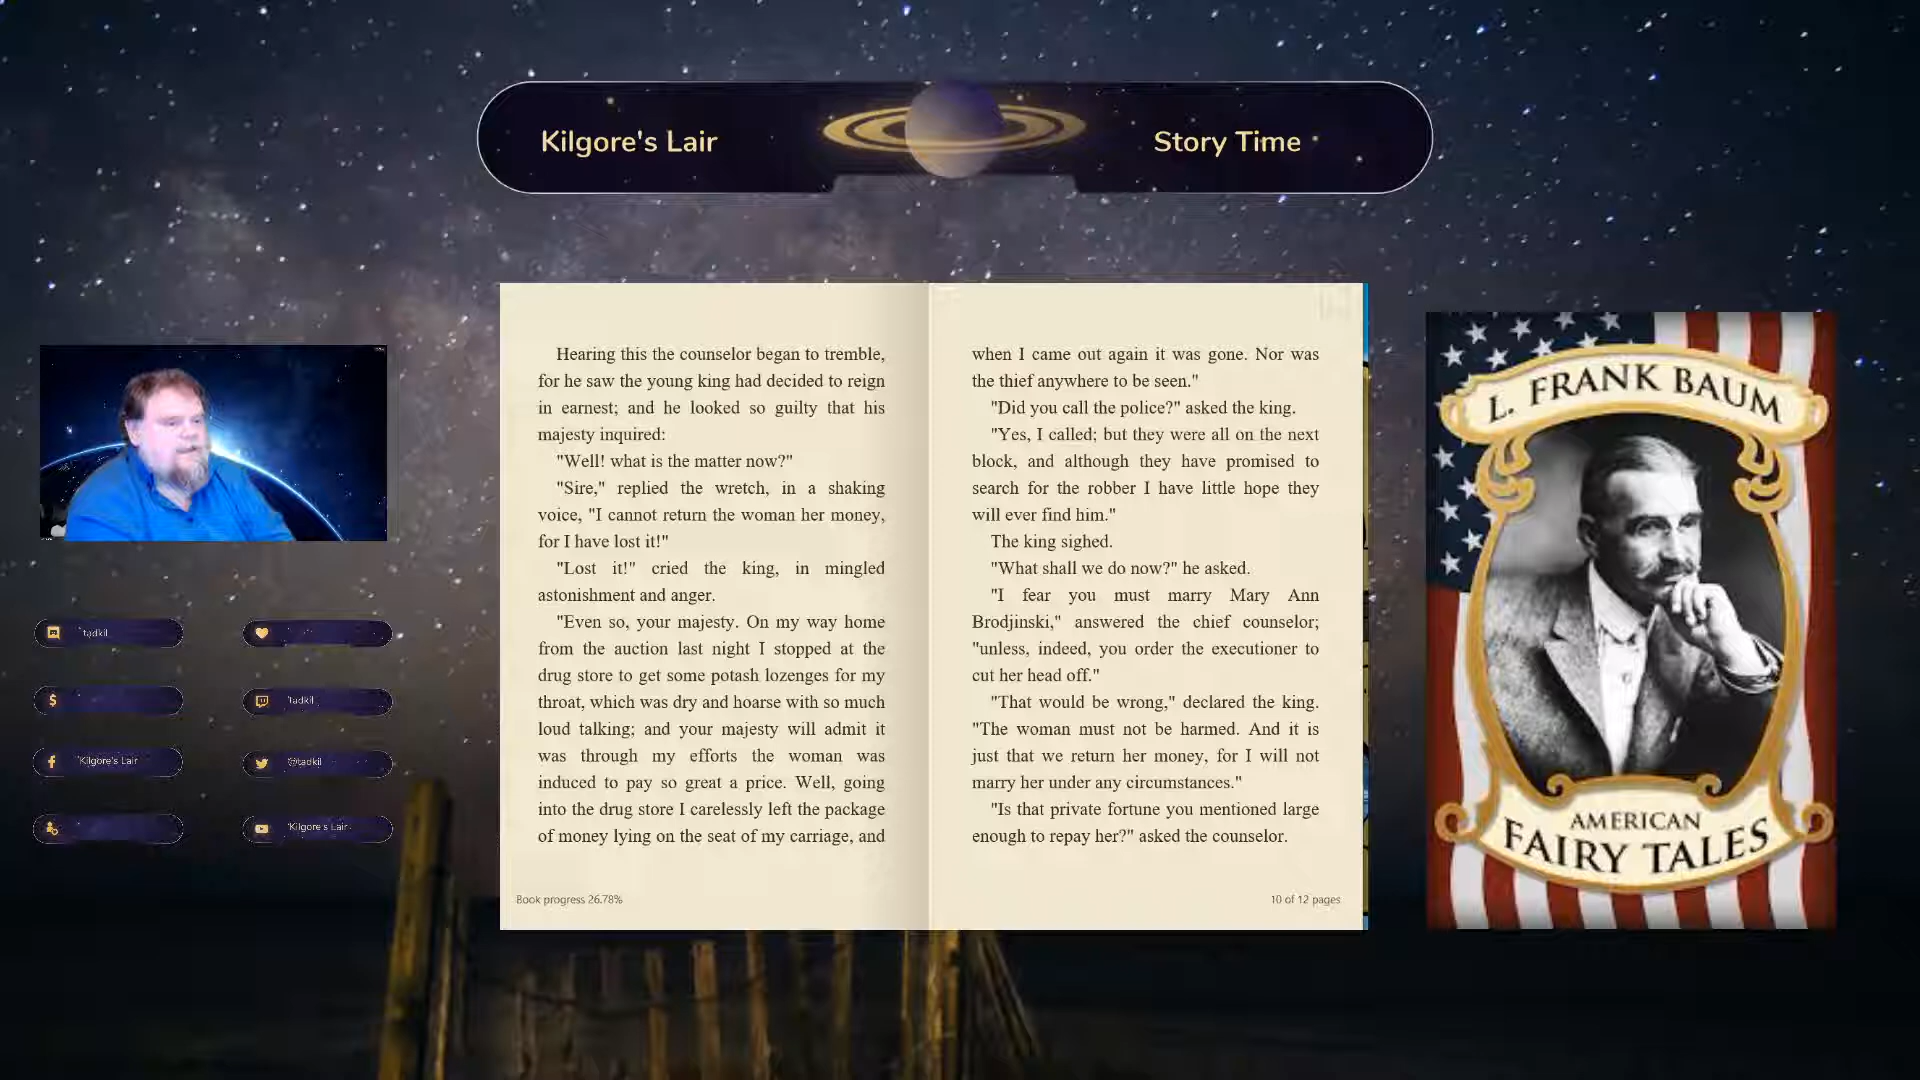 Kilgore's Lair
Story Time
Hearing this the counselor began to tremble,
for he saw the young king had decided to reign
in earnest; and he looked so guilty that his
majesty inquired:
"Well! what is the matter now?"
"Sire," replied the wretch, in a shaking
voice, "I cannot return the woman her money,
for I have lost it!"
"Lost it!" cried the king, in mingled
astonishment and anger.
"Even so, your majesty. On my way home
from the auction last night I stopped at the
drug store to get some potash lozenges for my
throat, which was dry and hoarse with so much
loud talking; and your majesty will admit it
was through my efforts the woman was
induced to pay so great a price. Well, going
into the drug store I carelessly left the package
of money lying on the seat of my carriage, and
Book progress 26.78%
when I came out again it was gone. Nor was
the thief anywhere to be seen."
"Did you call the police?" asked the king.
"Yes, I called; but they were all on the next
block, and although they have promised to
search for the robber I have little hope they
will ever find him."
The king sighed.
"What shall we do now?" he asked.
"I fear you must marry Mary Ann
Brodjinski," answered the chief counselor;
"unless, indeed, you order the executioner to
cut her head off."
"That would be wrong," declared the king.
"The woman must not be harmed. And it is
just that we return her money, for I will not
marry her under any circumstances."
"Is that private fortune you mentioned large
enough to repay her?" asked the counselor.
10 of 12 pages
L. FRANK BAUM
AMERICAN
FAIRY TALES
tadkil
$
tadkil
Kilgore's Lair
@tadkil
Kilgore's Lair